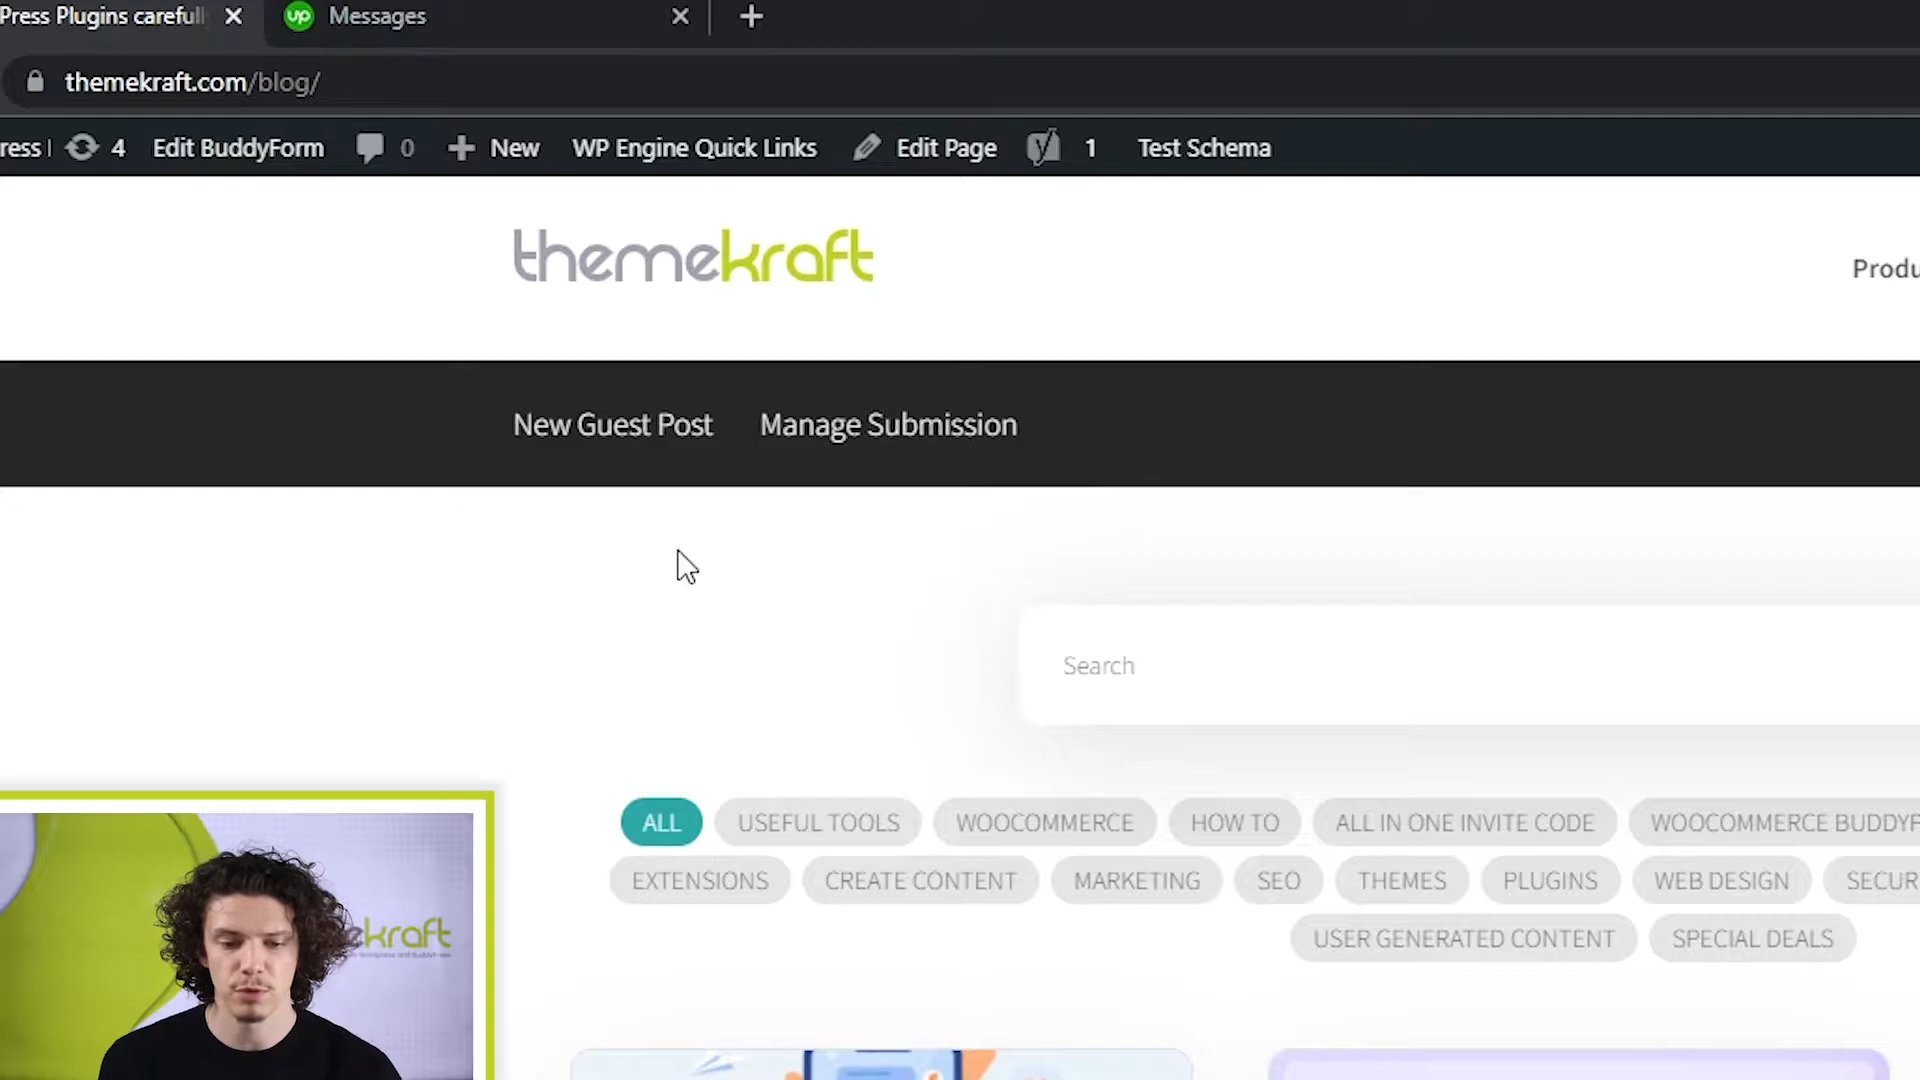 Press Plugins carefull
Messages
themekraft.com/blog/
ress | 4 Edit BuddyForm 0 New WP Engine Quick Links Edit Page 1 Test Schema
themekraft
Produ
New Guest Post Manage Submission
Search
ALL USEFUL TOOLS WOOCOMMERCE HOW TO ALL IN ONE INVITE CODE WOOCOMMERCE BUDDYF
EXTENSIONS CREATE CONTENT MARKETING SEO THEMES PLUGINS WEB DESIGN SECUR
USER GENERATED CONTENT SPECIAL DEALS
ekraft